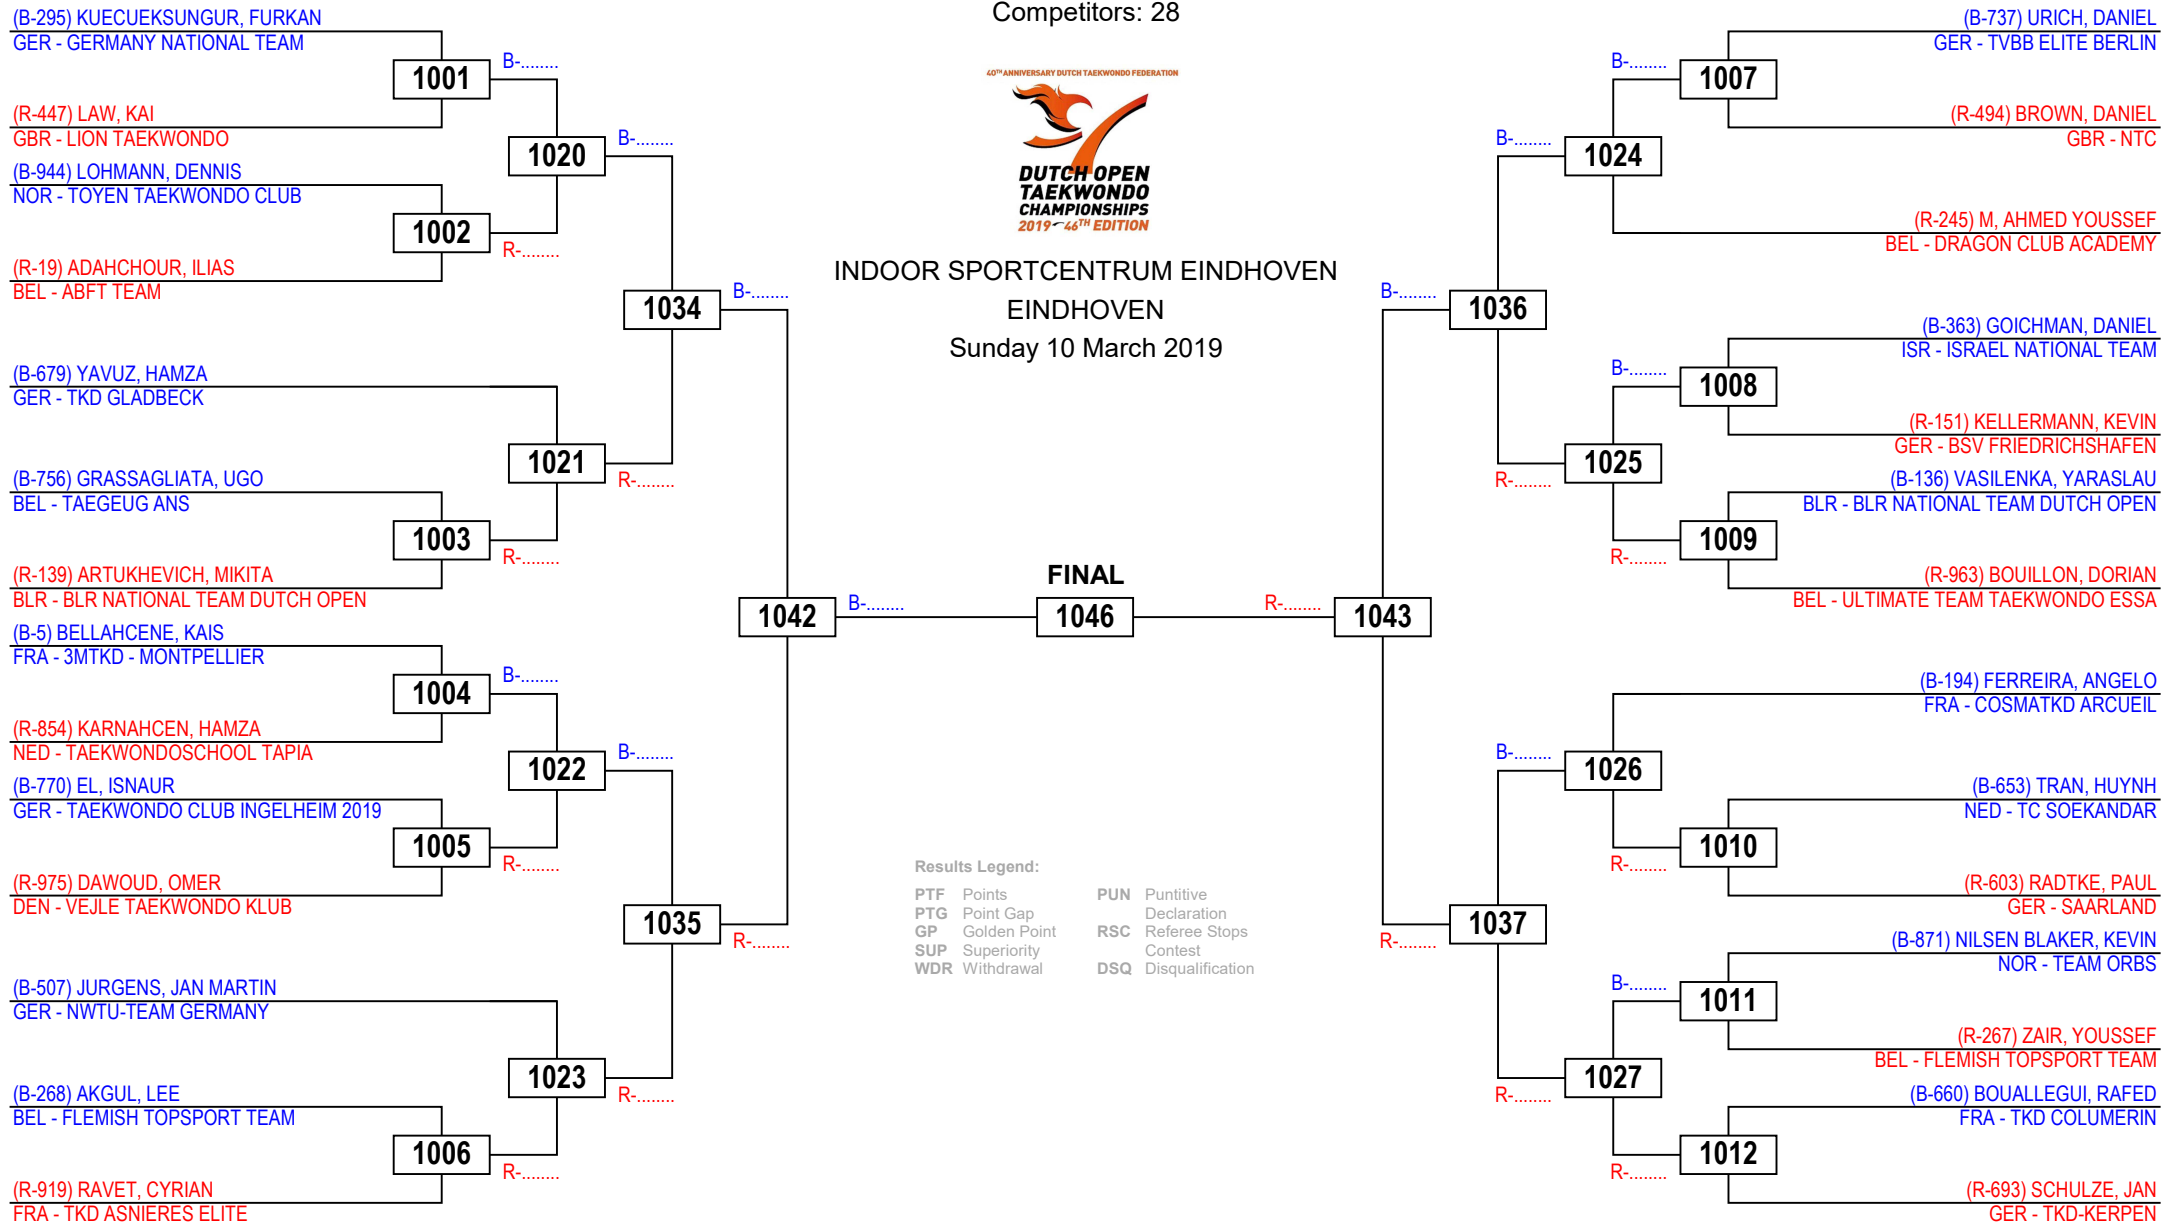 Competitors: 28
40TH ANNIVERSARY DUTCH TAEKWONDO FEDERATION
DUTCH OPEN
TAEKWONDO
CHAMPIONSHIPS
2019 46TH EDITION
INDOOR SPORTCENTRUM EINDHOVEN
EINDHOVEN
Sunday 10 March 2019
(B-295) KUECUEKSUNGUR, FURKAN
GER - GERMANY NATIONAL TEAM
1001
B-........
(R-447) LAW, KAI
GBR - LION TAEKWONDO
1020
B-........
(B-944) LOHMANN, DENNIS
NOR - TOYEN TAEKWONDO CLUB
1002
R-........
(R-19) ADAHCHOUR, ILIAS
BEL - ABFT TEAM
1034
B-........
(B-679) YAVUZ, HAMZA
GER - TKD GLADBECK
1021
R-........
(B-756) GRASSAGLIATA, UGO
BEL - TAEGEUG ANS
1003
R-........
(R-139) ARTUKHEVICH, MIKITA
BLR - BLR NATIONAL TEAM DUTCH OPEN
1042
B-........
(B-5) BELLAHCENE, KAIS
FRA - 3MTKD - MONTPELLIER
1004
B-........
(R-854) KARNAHCEN, HAMZA
NED - TAEKWONDOSCHOOL TAPIA
1022
B-........
(B-770) EL, ISNAUR
GER - TAEKWONDO CLUB INGELHEIM 2019
1005
R-........
(R-975) DAWOUD, OMER
DEN - VEJLE TAEKWONDO KLUB
1035
R-........
(B-507) JURGENS, JAN MARTIN
GER - NWTU-TEAM GERMANY
1023
R-........
(B-268) AKGUL, LEE
BEL - FLEMISH TOPSPORT TEAM
1006
R-........
(R-919) RAVET, CYRIAN
FRA - TKD ASNIERES ELITE
FINAL
1046
Results Legend:
PTF Points
PTG Point Gap
GP Golden Point
SUP Superiority
WDR Withdrawal
PUN Puntitive
Declaration
RSC Referee Stops
Contest
DSQ Disqualification
(B-737) URICH, DANIEL
GER - TVBB ELITE BERLIN
B-........
1007
(R-494) BROWN, DANIEL
GBR - NTC
B-........
1024
(R-245) M, AHMED YOUSSEF
BEL - DRAGON CLUB ACADEMY
B-........
1036
(B-363) GOICHMAN, DANIEL
ISR - ISRAEL NATIONAL TEAM
B-........
1008
(R-151) KELLERMANN, KEVIN
GER - BSV FRIEDRICHSHAFEN
R-........
1025
(B-136) VASILENKA, YARASLAU
BLR - BLR NATIONAL TEAM DUTCH OPEN
R-........
1009
(R-963) BOUILLON, DORIAN
BEL - ULTIMATE TEAM TAEKWONDO ESSA
R-........
1043
(B-194) FERREIRA, ANGELO
FRA - COSMATKD ARCUEIL
B-........
1026
(B-653) TRAN, HUYNH
NED - TC SOEKANDAR
R-........
1010
(R-603) RADTKE, PAUL
GER - SAARLAND
R-........
1037
(B-871) NILSEN BLAKER, KEVIN
NOR - TEAM ORBS
B-........
1011
(R-267) ZAIR, YOUSSEF
BEL - FLEMISH TOPSPORT TEAM
R-........
1027
(B-660) BOUALLEGUI, RAFED
FRA - TKD COLUMERIN
R-........
1012
(R-693) SCHULZE, JAN
GER - TKD-KERPEN